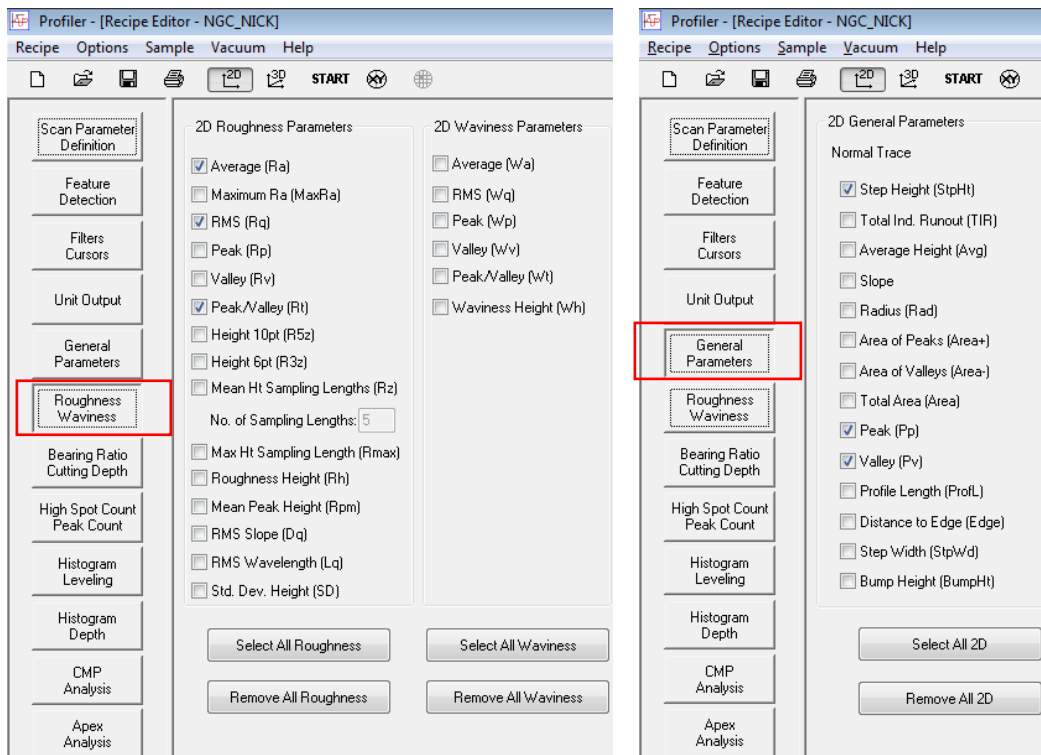 Profiler - [Recipe Editor - NGC_NICK]
Recipe Options Sample Vacuum Help
2D 3D START XY
Scan Parameter
Definition
Feature
Detection
Filters
Cursors
Unit Output
General
Parameters
Roughness
Waviness
Bearing Ratio
Cutting Depth
High Spot Count
Peak Count
Histogram
Leveling
Histogram
Depth
CMP
Analysis
Apex
Analysis
2D Roughness Parameters
Average (Ra)
Maximum Ra (MaxRa)
RMS (Rq)
Peak (Rp)
Valley (Rv)
Peak/Valley (Rt)
Height 10pt (R5z)
Height 6pt (R3z)
Mean Ht Sampling Lengths (Rz)
No. of Sampling Lengths: 5
Max Ht Sampling Length (Rmax)
Roughness Height (Rh)
Mean Peak Height (Rpm)
RMS Slope (Dq)
RMS Wavelength (Lq)
Std. Dev. Height (SD)
Select All Roughness
Remove All Roughness
2D Waviness Parameters
Average (Wa)
RMS (Wq)
Peak (Wp)
Valley (Wv)
Peak/Valley (Wt)
Waviness Height (Wh)
Select All Waviness
Remove All Waviness
Profiler - [Recipe Editor - NGC_NICK]
Recipe Options Sample Vacuum Help
2D 3D START XY
Scan Parameter
Definition
Feature
Detection
Filters
Cursors
Unit Output
General
Parameters
Roughness
Waviness
Bearing Ratio
Cutting Depth
High Spot Count
Peak Count
Histogram
Leveling
Histogram
Depth
CMP
Analysis
Apex
Analysis
2D General Parameters
Normal Trace
Step Height (StpHt)
Total Ind. Runout (TIR)
Average Height (Avg)
Slope
Radius (Rad)
Area of Peaks (Area+)
Area of Valleys (Area-)
Total Area (Area)
Peak (Pp)
Valley (Pv)
Profile Length (ProfL)
Distance to Edge (Edge)
Step Width (StpWd)
Bump Height (BumpHt)
Select All 2D
Remove All 2D